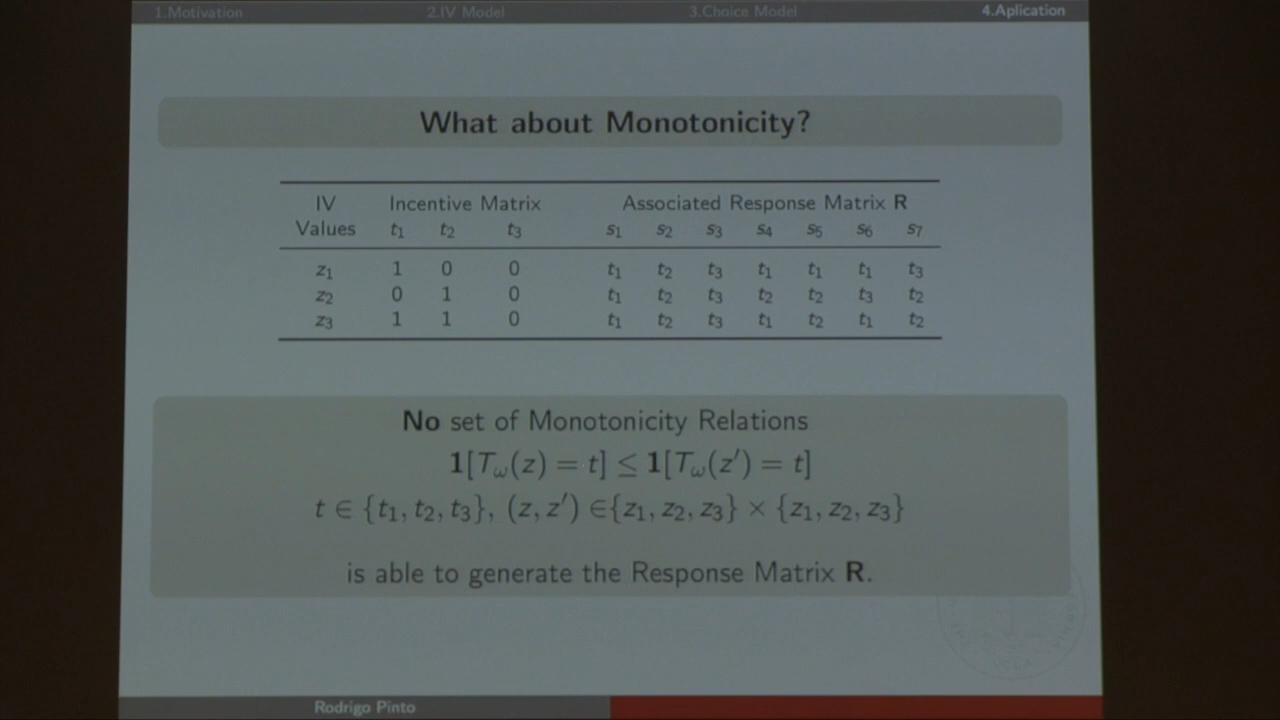 1.Motivation 2.IV Model 3.Choice Model 4.Aplication
What about Monotonicity?
IV Incentive Matrix Associated Response Matrix R
Values t₁ t₂ t₃ s₁ s₂ s₃ s₄ s₅ s₆ s₇
z₁ 1 0 0 t₁ t₂ t₃ t₁ t₁ t₁ t₃
z₂ 0 1 0 t₁ t₂ t₃ t₂ t₂ t₃ t₂
z₃ 1 1 0 t₁ t₂ t₃ t₁ t₂ t₁ t₂
No set of Monotonicity Relations
1[T_ω(z) = t] ≤ 1[T_ω(z′) = t]
t ∈ {t₁, t₂, t₃}, (z, z′) ∈{z₁, z₂, z₃} × {z₁, z₂, z₃}
is able to generate the Response Matrix R.
Rodrigo Pinto